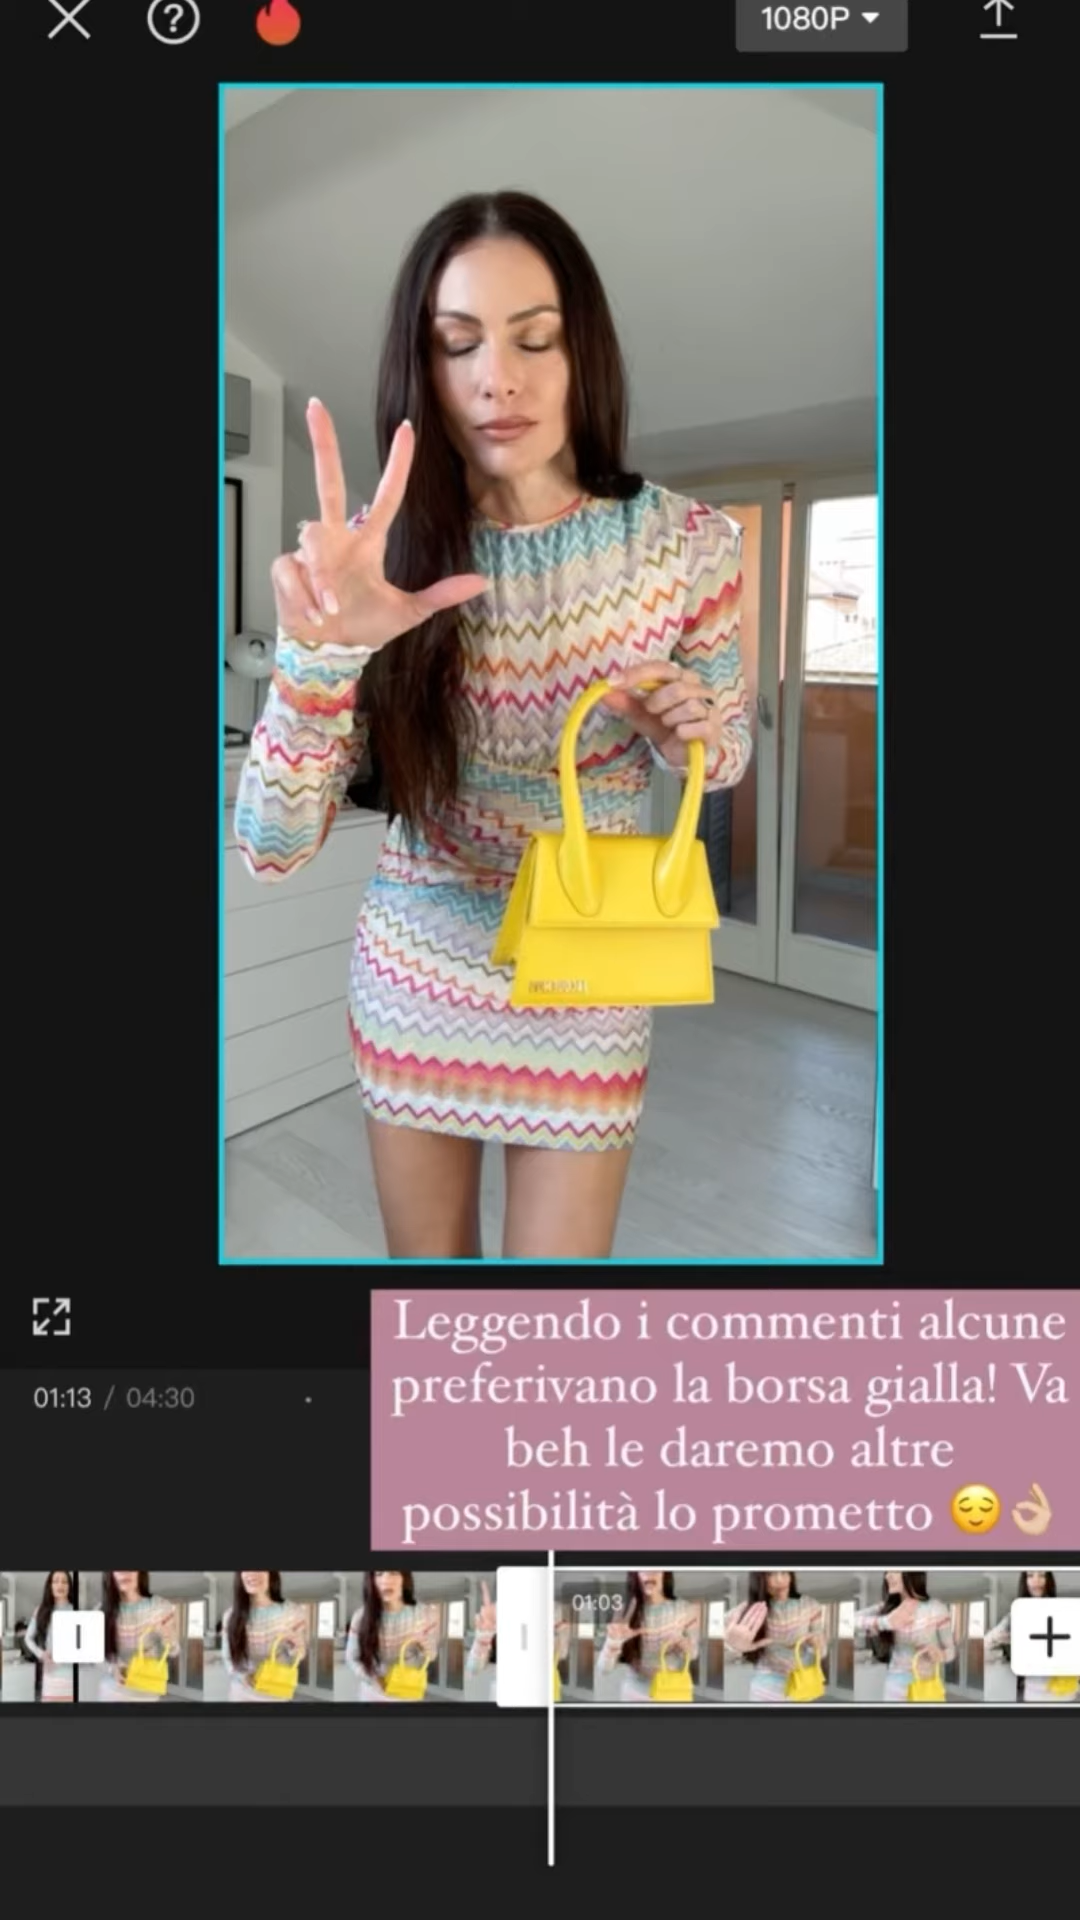 1080P
Leggendo i commenti alcune
preferivano la borsa gialla! Va
beh le daremo altre
possibilità lo prometto 😌👌🏼
01:13 / 04:30
01:03